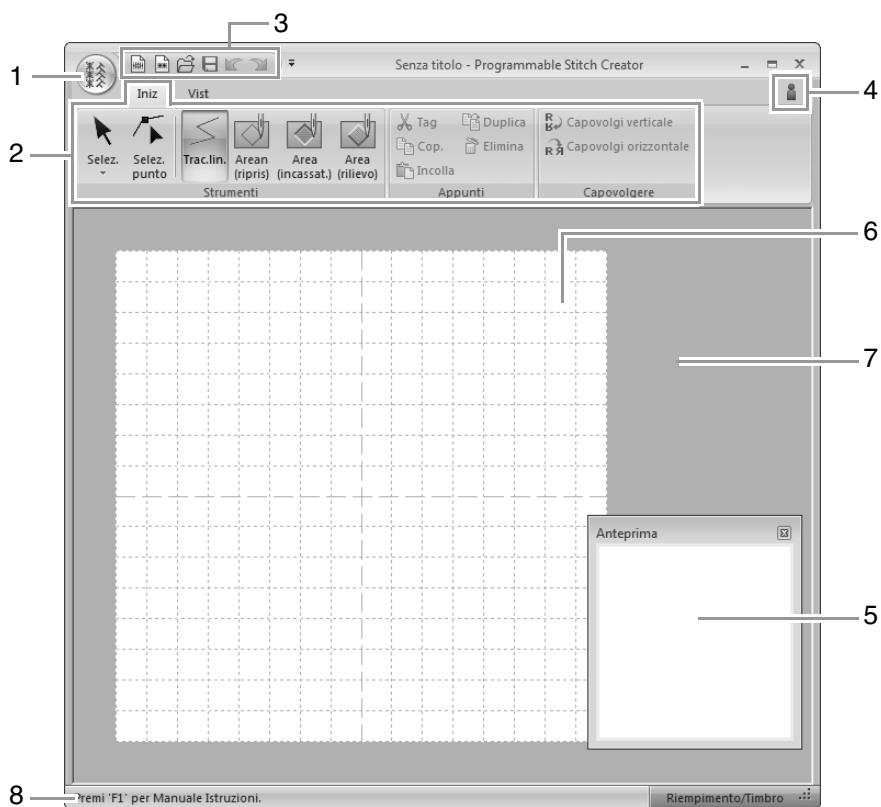 3
Senza titolo - Programmable Stitch Creator
1
4
Iniz Vist
2
Selez. Selez. punto Trac.lin. Arean (ripris) Area (incassat.) Area (rilievo)
Strumenti
Tag Duplica
Cop. Elimina
Incolla
Appunti
Capovolgi verticale
Capovolgi orizzontale
Capovolgere
6
7
Anteprima
5
8
Premi 'F1' per Manuale Istruzioni.
Riempimento/Timbro